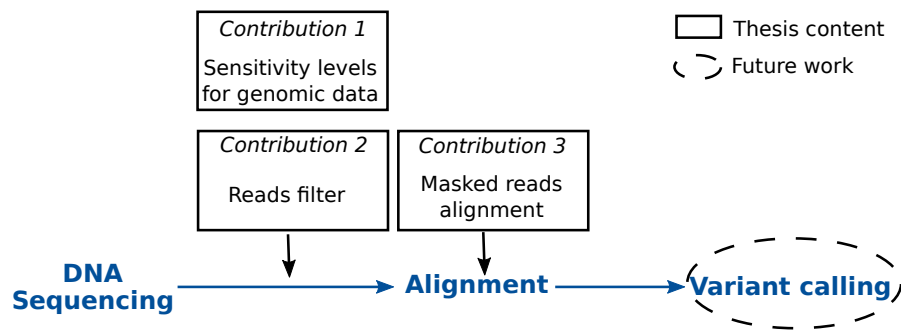 Contribution 1
Sensitivity levels
for genomic data
Contribution 2
Reads filter
Contribution 3
Masked reads
alignment
Thesis content
Future work
DNA
Sequencing
Alignment
Variant calling